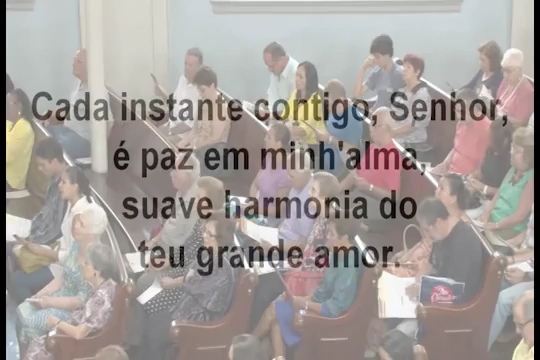 Cada instante contigo, Senhor,
é paz em minh'alma,
suave harmonia do
teu grande amor.